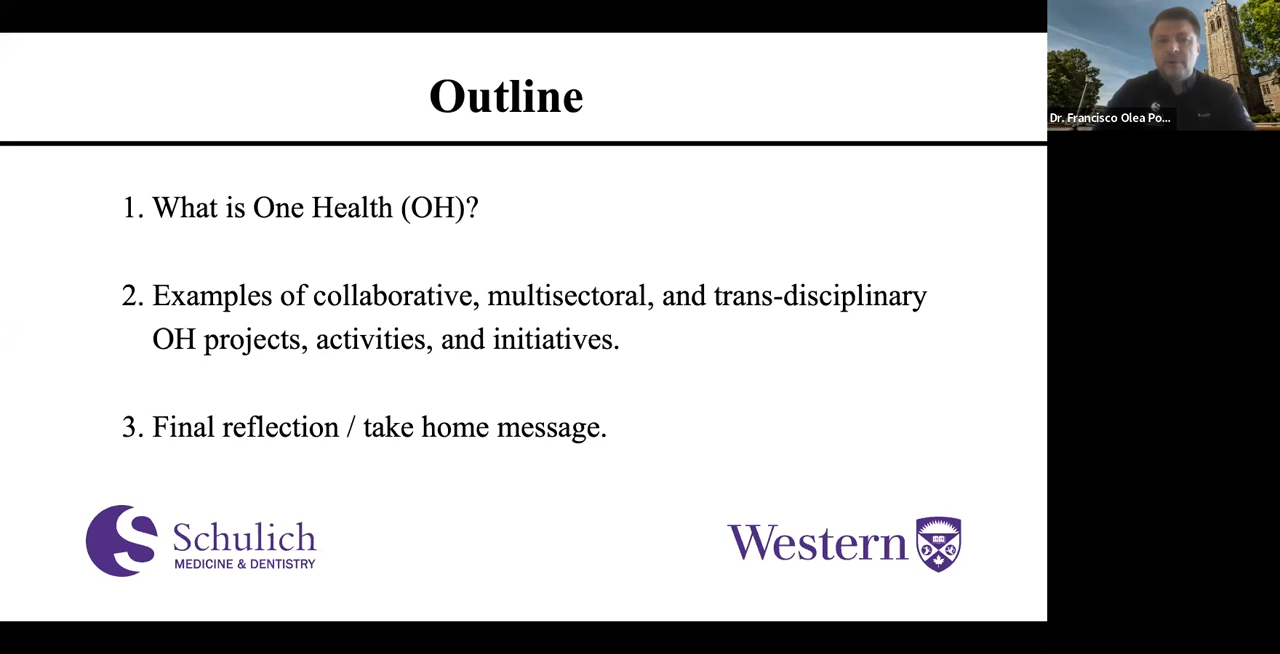 Outline
1. What is One Health (OH)?
2. Examples of collaborative, multisectoral, and trans-disciplinary
OH projects, activities, and initiatives.
3. Final reflection / take home message.
Schulich
MEDICINE & DENTISTRY
Western
Dr. Francisco Olea Po...